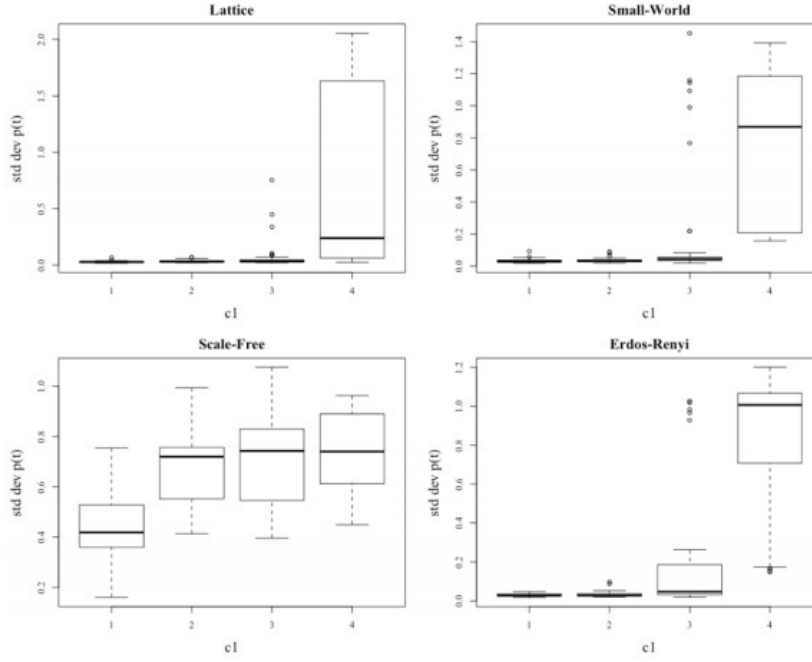 Lattice
std dev p(t)
2.0
1.5
1.0
0.5
0.0
1 2 3 4
c1
Small-World
std dev p(t)
1.4
1.2
1.0
0.8
0.6
0.4
0.2
0.0
1 2 3 4
c1
Scale-Free
std dev p(t)
1.0
0.8
0.6
0.4
0.2
1 2 3 4
c1
Erdos-Renyi
std dev p(t)
1.2
1.0
0.8
0.6
0.4
0.2
0.0
1 2 3 4
c1